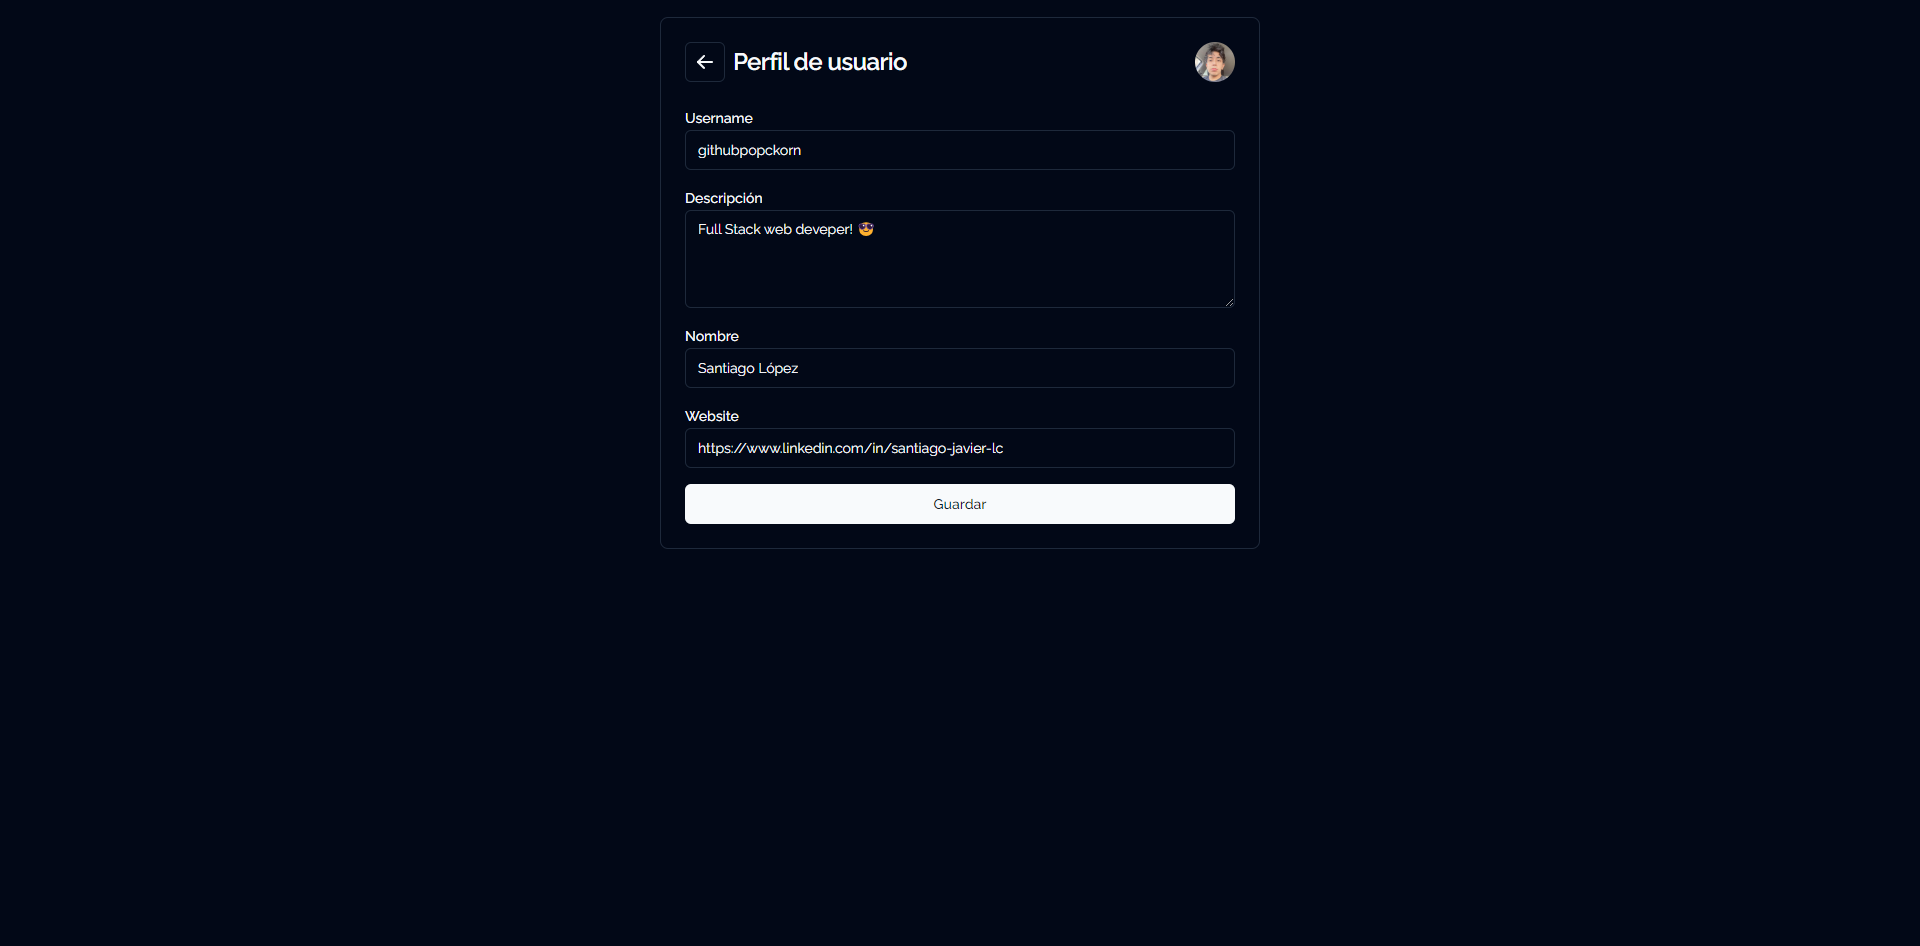 Perfil de usuario
Username
githubpopckorn
Descripción
Full Stack web deveper! 😎
Nombre
Santiago López
Website
https://www.linkedin.com/in/santiago-javier-lc
Guardar